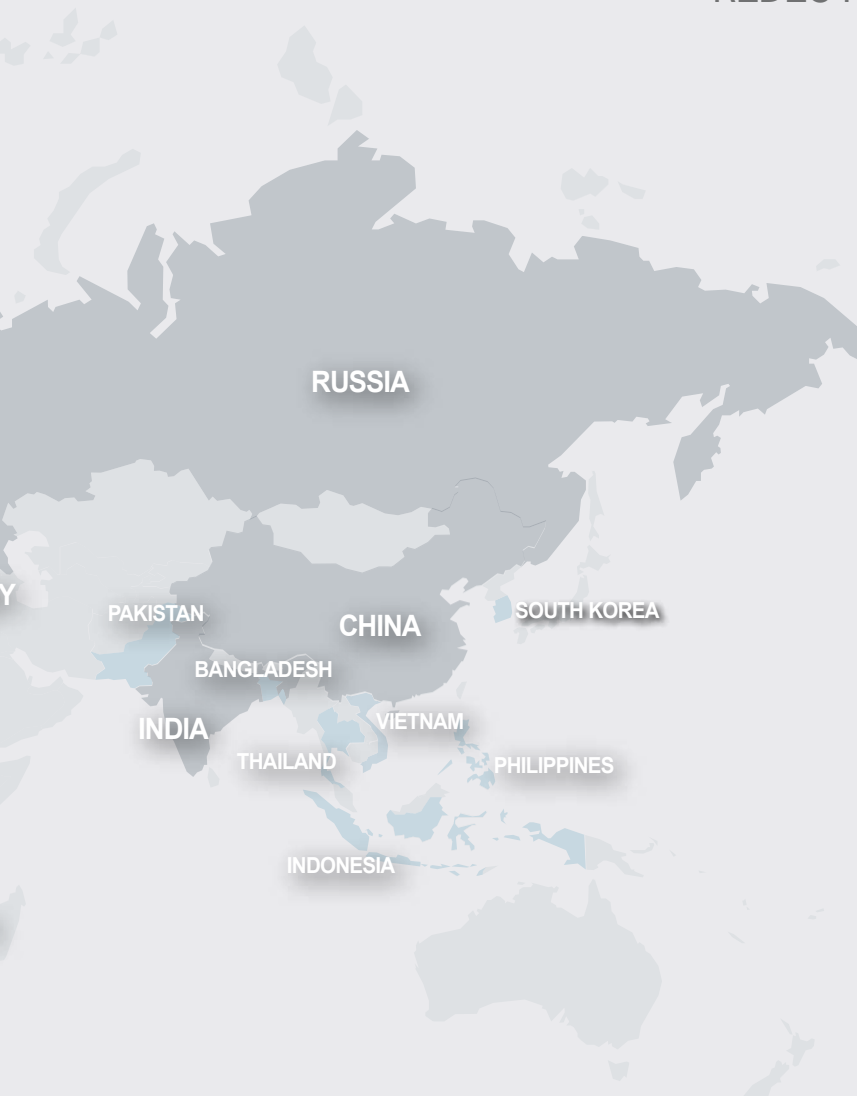 RUSSIA
Y
PAKISTAN
SOUTH KOREA
CHINA
BANGLADESH
VIETNAM
INDIA
THAILAND
PHILIPPINES
INDONESIA